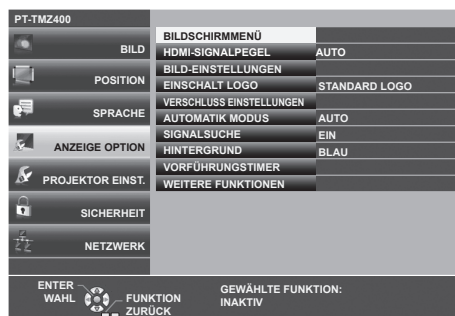 PT-TMZ400
BILD
POSITION
SPRACHE
ANZEIGE OPTION
PROJEKTOR EINST.
SICHERHEIT
NETZWERK
BILDSCHIRMMENÜ
HDMI-SIGNALPEGEL AUTO
BILD-EINSTELLUNGEN
EINSCHALT LOGO STANDARD LOGO
VERSCHLUSS EINSTELLUNGEN
AUTOMATIK MODUS AUTO
SIGNALSUCHE EIN
HINTERGRUND BLAU
VORFÜHRUNGSTIMER
WEITERE FUNKTIONEN
ENTER
WAHL
FUNKTION
ZURÜCK
GEWÄHLTE FUNKTION:
INAKTIV